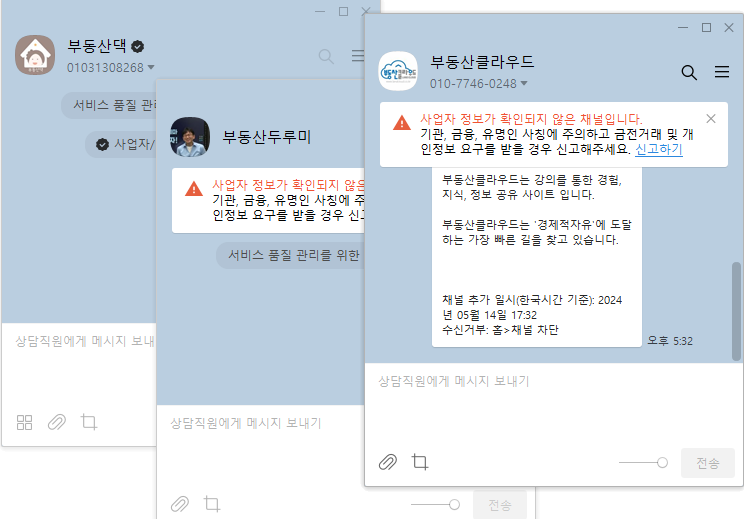 부동산댁
01031308268
서비스 품질 관리
사업자/
상담직원에게 메시지 보내
부동산두루미
사업자 정보가 확인되지 않은
기관, 금융, 유명인 사칭에 주
인정보 요구를 받을 경우 신고
서비스 품질 관리를 위한
상담직원에게 메시지 보내기
전송
부동산클라우드
010-7746-0248
사업자 정보가 확인되지 않은 채널입니다.
기관, 금융, 유명인 사칭에 주의하고 금전거래 및 개
인정보 요구를 받을 경우 신고해주세요. 신고하기
부동산클라우드는 강의를 통한 경험,
지식, 정보 공유 사이트 입니다.
부동산클라우드는 '경제적자유'에 도달
하는 가장 빠른 길을 찾고 있습니다.
채널 추가 일시(한국시간 기준): 2024
년 05월 14일 17:32
수신거부: 홈>채널 차단
오후 5:32
상담직원에게 메시지 보내기
전송